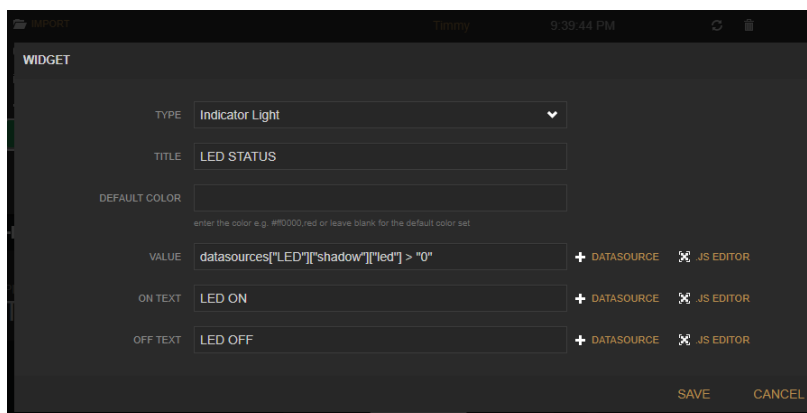 IMPORT Timmy 9:39:44 PM
WIDGET
TYPE Indicator Light
TITLE LED STATUS
DEFAULT COLOR
enter the color e.g. #ff0000,red or leave blank for the default color set
VALUE datasources["LED"]["shadow"]["led"] > "0" DATASOURCE .JS EDITOR
ON TEXT LED ON DATASOURCE .JS EDITOR
OFF TEXT LED OFF DATASOURCE .JS EDITOR
SAVE CANCEL